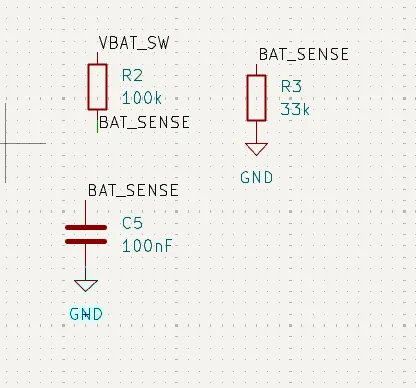 VBAT_SW
R2
100k
BAT_SENSE
BAT_SENSE
R3
33k
GND
BAT_SENSE
C5
100nF
GND